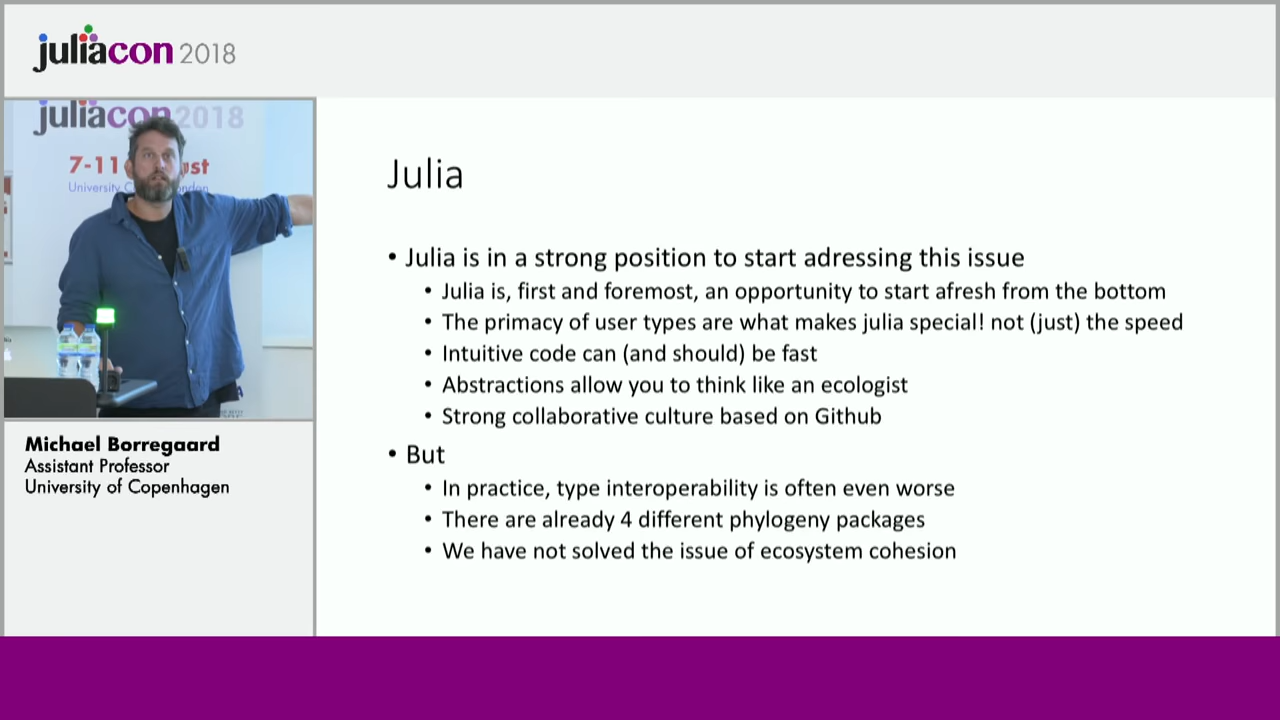 juliacon 2018
juliacon 2018
7-11
University
Michael Borregaard
Assistant Professor
University of Copenhagen
Julia
• Julia is in a strong position to start adressing this issue
• Julia is, first and foremost, an opportunity to start afresh from the bottom
• The primacy of user types are what makes julia special! not (just) the speed
• Intuitive code can (and should) be fast
• Abstractions allow you to think like an ecologist
• Strong collaborative culture based on Github
• But
• In practice, type interoperability is often even worse
• There are already 4 different phylogeny packages
• We have not solved the issue of ecosystem cohesion